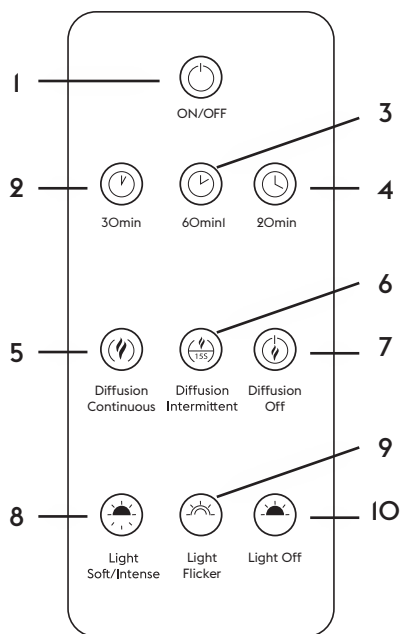 1
ON/OFF
3
2
4
30min
60minl
20min
6
15S
5
7
Diffusion
Continuous
Diffusion
Intermittent
Diffusion
Off
9
8
10
Light
Soft/Intense
Light
Flicker
Light Off